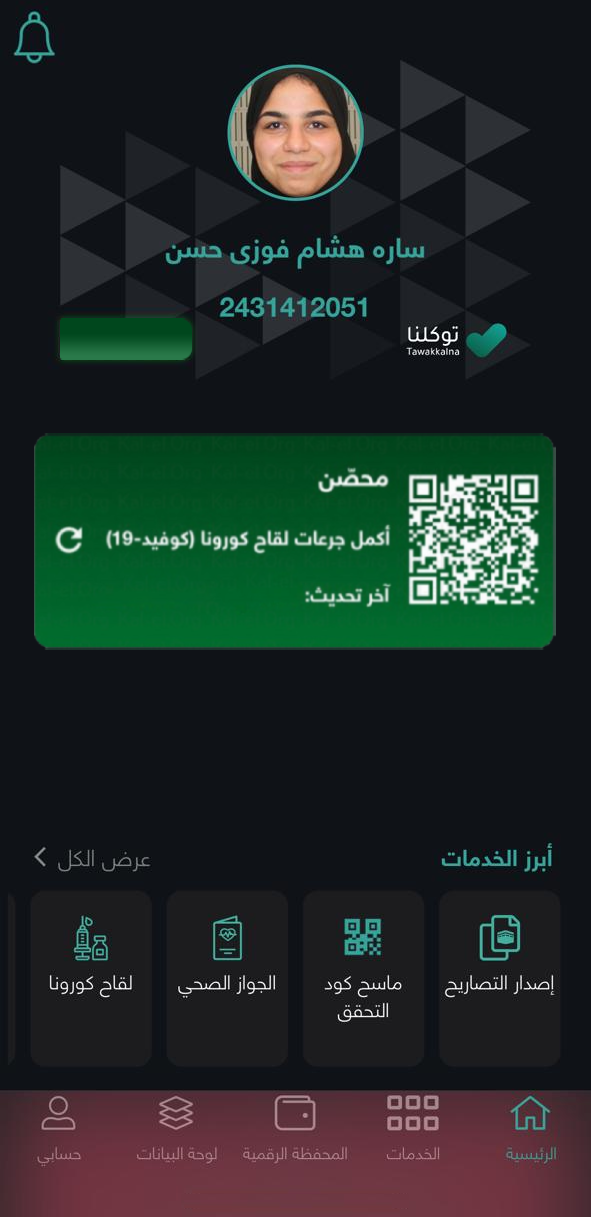 ساره هشام فوزى حسن
2431412051
توكلنا
Tawakkalna
محصّن
أكمل جرعات لقاح كورونا (كوفيد-19)
آخر تحديث:
أبرز الخدمات
عرض الكل
إصدار التصاريح
ماسح كود التحقق
الجواز الصحي
لقاح كورونا
الرئيسية
الخدمات
المحفظة الرقمية
لوحة البيانات
حسابي